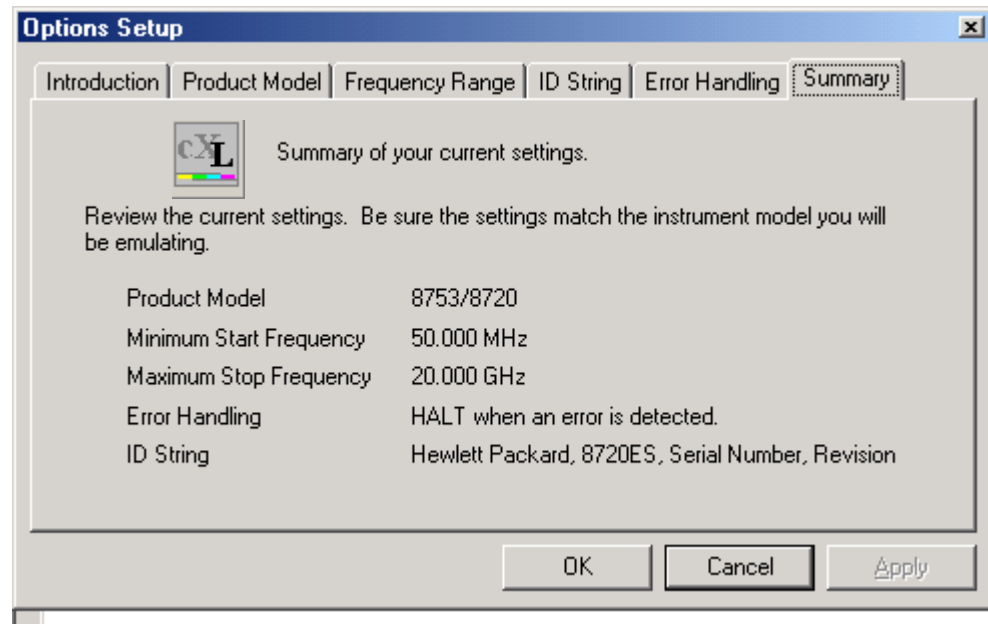 Options Setup
Introduction Product Model Frequency Range ID String Error Handling Summary
cXL Summary of your current settings.
Review the current settings. Be sure the settings match the instrument model you will
be emulating.
Product Model 8753/8720
Minimum Start Frequency 50.000 MHz
Maximum Stop Frequency 20.000 GHz
Error Handling HALT when an error is detected.
ID String Hewlett Packard, 8720ES, Serial Number, Revision
OK Cancel Apply